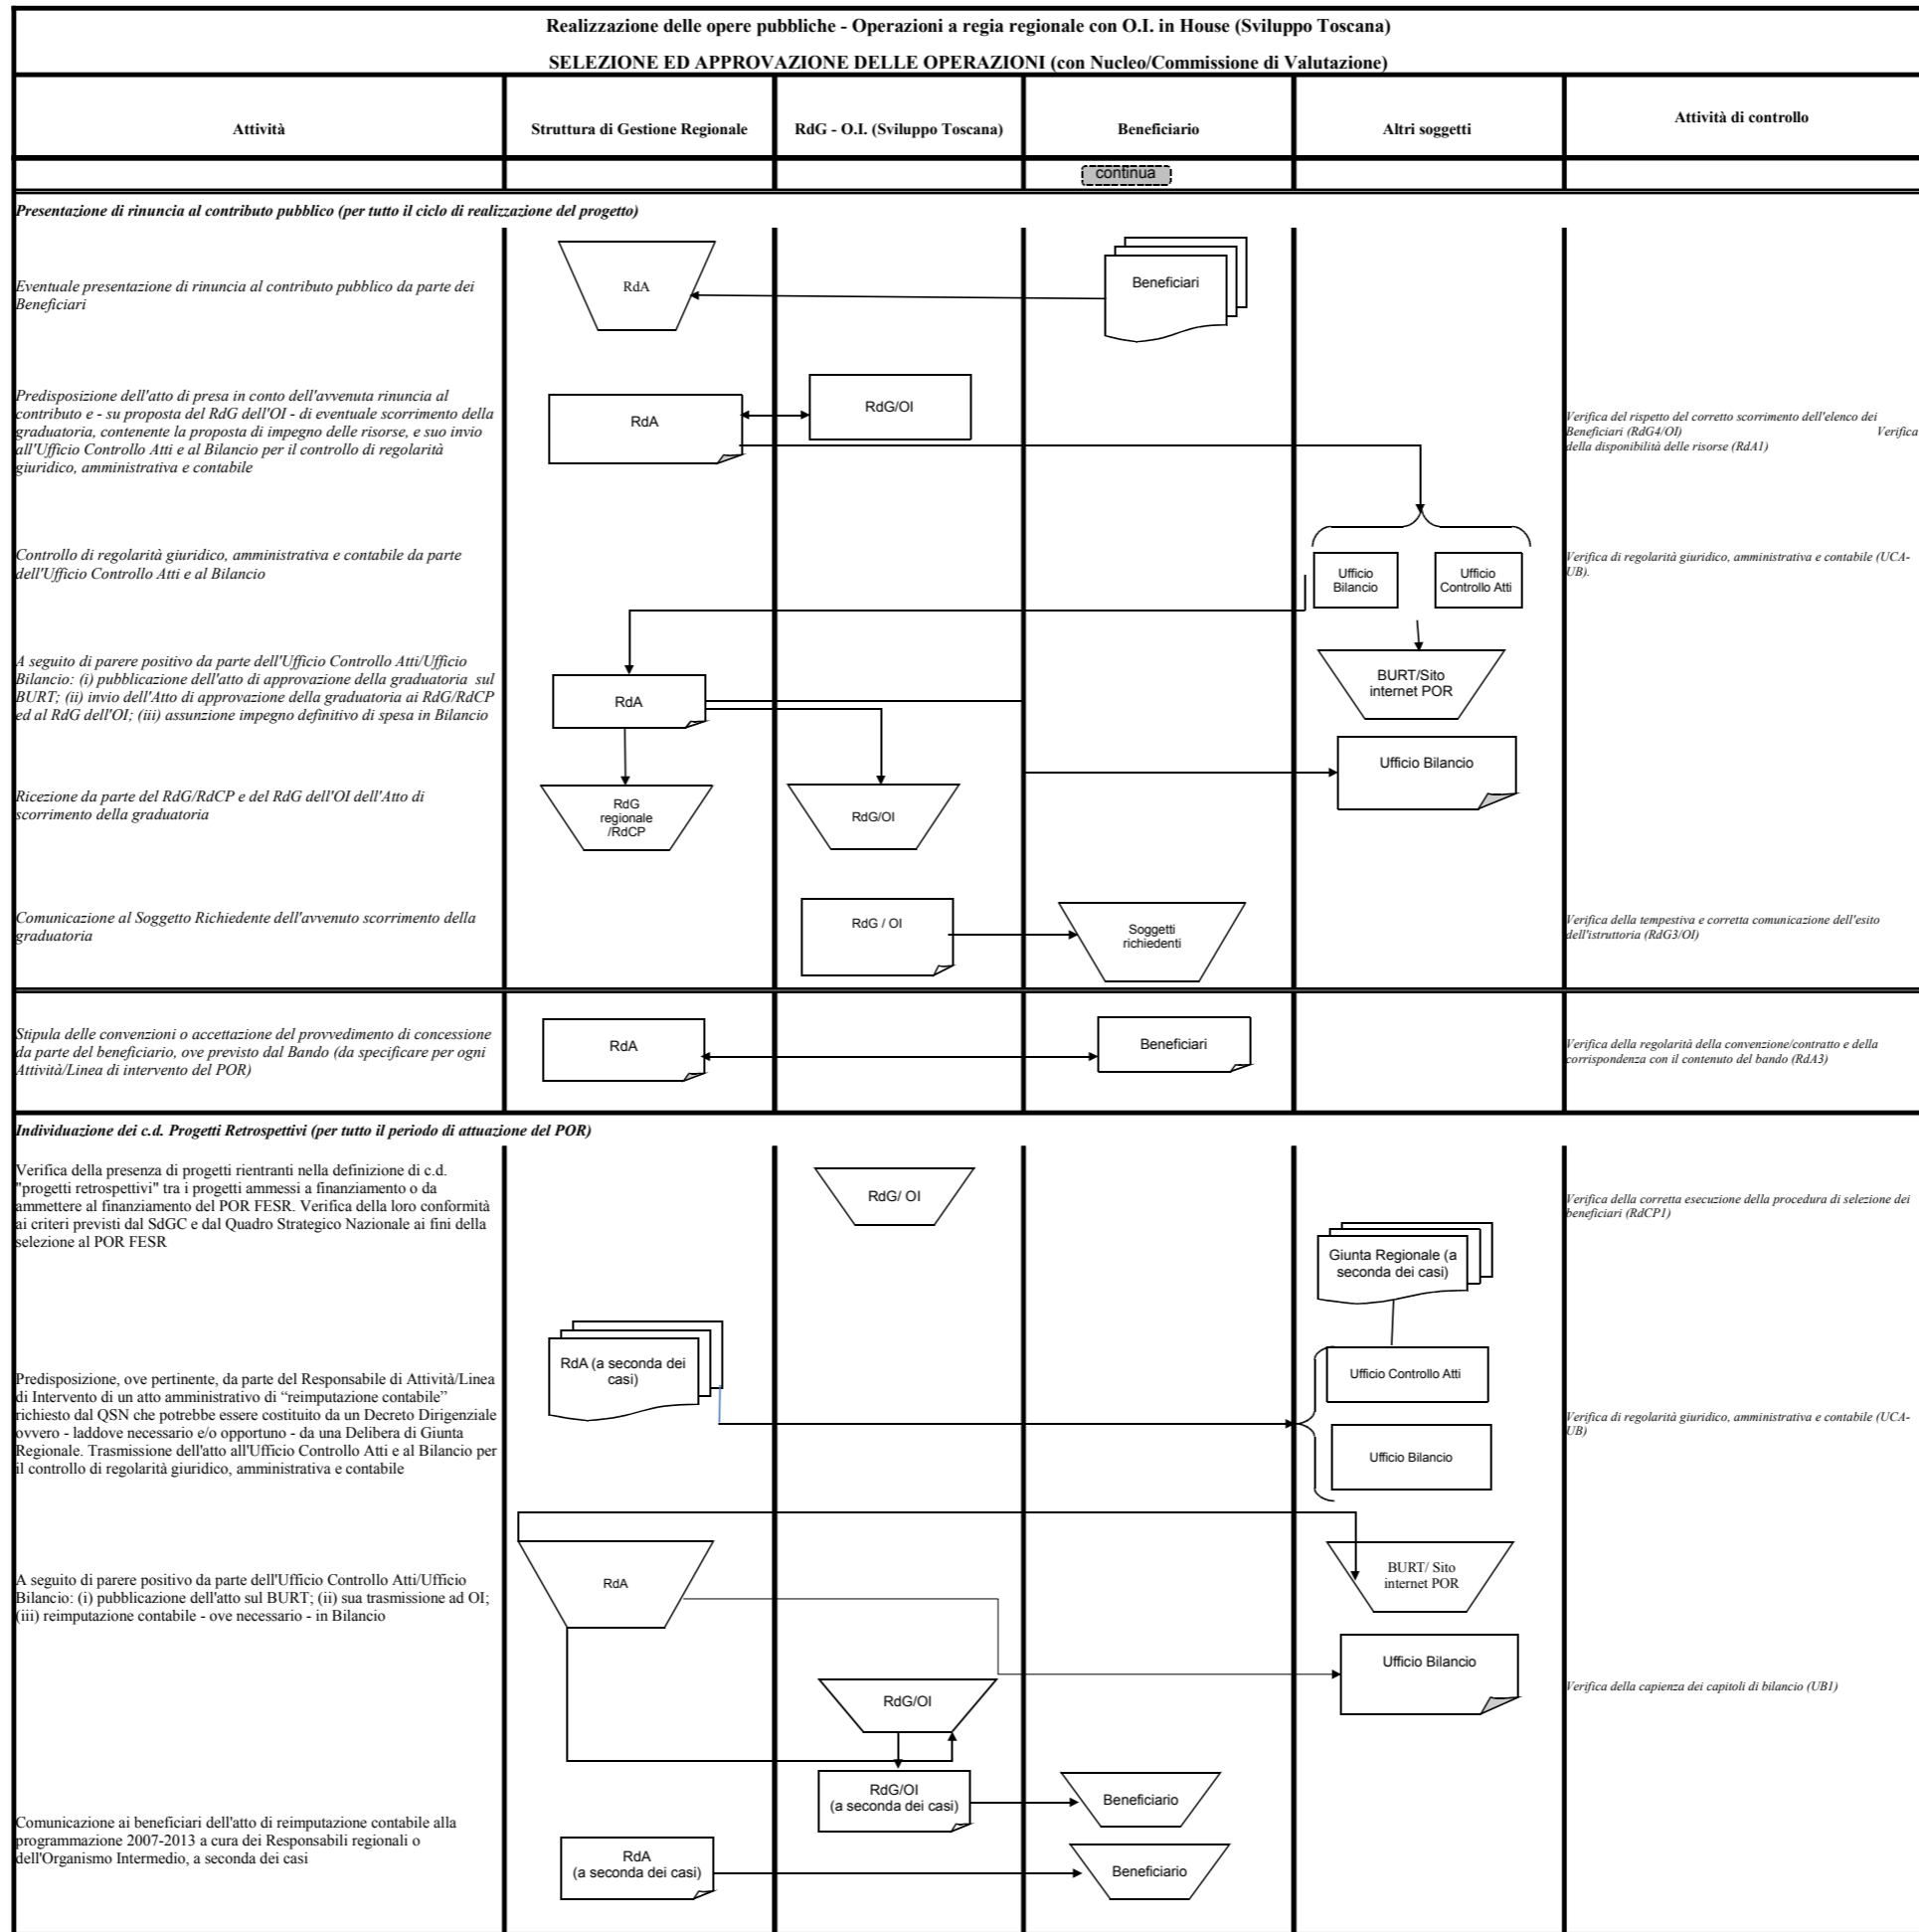 Realizzazione delle opere pubbliche - Operazioni a regia regionale con O.I. in House (Sviluppo Toscana)
SELEZIONE ED APPROVAZIONE DELLE OPERAZIONI (con Nucleo/Commissione di Valutazione)
Attività
Struttura di Gestione Regionale
RdG - O.I. (Sviluppo Toscana)
Beneficiario
Altri soggetti
Attività di controllo
continua
Presentazione di rinuncia al contributo pubblico (per tutto il ciclo di realizzazione del progetto)
Eventuale presentazione di rinuncia al contributo pubblico da parte dei
Beneficiari
RdA
Beneficiari
Predisposizione dell'atto di presa in conto dell'avvenuta rinuncia al
contributo e - su proposta del RdG dell'OI - di eventuale scorrimento della
graduatoria, contenente la proposta di impegno delle risorse, e suo invio
all'Ufficio Controllo Atti e al Bilancio per il controllo di regolarità
giuridico, amministrativa e contabile
RdA
RdG/OI
Verifica del rispetto del corretto scorrimento dell'elenco dei
Beneficiari (RdG4/OI) Verifica
della disponibilità delle risorse (RdA1)
Controllo di regolarità giuridico, amministrativa e contabile da parte
dell'Ufficio Controllo Atti e al Bilancio
Ufficio
Bilancio
Ufficio
Controllo Atti
Verifica di regolarità giuridico, amministrativa e contabile (UCA-
UB).
A seguito di parere positivo da parte dell'Ufficio Controllo Atti/Ufficio
Bilancio: (i) pubblicazione dell'atto di approvazione della graduatoria sul
BURT; (ii) invio dell'Atto di approvazione della graduatoria ai RdG/RdCP
ed al RdG dell'OI; (iii) assunzione impegno definitivo di spesa in Bilancio
RdA
BURT/Sito
internet POR
Ufficio Bilancio
Ricezione da parte del RdG/RdCP e del RdG dell'OI dell'Atto di
scorrimento della graduatoria
RdG
regionale
/RdCP
RdG/OI
Comunicazione al Soggetto Richiedente dell'avvenuto scorrimento della
graduatoria
RdG / OI
Soggetti
richiedenti
Verifica della tempestiva e corretta comunicazione dell'esito
dell'istruttoria (RdG3/OI)
Stipula delle convenzioni o accettazione del provvedimento di concessione
da parte del beneficiario, ove previsto dal Bando (da specificare per ogni
Attività/Linea di intervento del POR)
RdA
Beneficiari
Verifica della regolarità della convenzione/contratto e della
corrispondenza con il contenuto del bando (RdA3)
Individuazione dei c.d. Progetti Retrospettivi (per tutto il periodo di attuazione del POR)
Verifica della presenza di progetti rientranti nella definizione di c.d.
"progetti retrospettivi" tra i progetti ammessi a finanziamento o da
ammettere al finanziamento del POR FESR. Verifica della loro conformità
ai criteri previsti dal SdGC e dal Quadro Strategico Nazionale ai fini della
selezione al POR FESR
RdG/ OI
Verifica della corretta esecuzione della procedura di selezione dei
beneficiari (RdCP1)
Giunta Regionale (a
seconda dei casi)
Predisposizione, ove pertinente, da parte del Responsabile di Attività/Linea
di Intervento di un atto amministrativo di “reimputazione contabile”
richiesto dal QSN che potrebbe essere costituito da un Decreto Dirigenziale
ovvero - laddove necessario e/o opportuno - da una Delibera di Giunta
Regionale. Trasmissione dell'atto all'Ufficio Controllo Atti e al Bilancio per
il controllo di regolarità giuridico, amministrativa e contabile
RdA (a seconda dei
casi)
Ufficio Controllo Atti
Ufficio Bilancio
Verifica di regolarità giuridico, amministrativa e contabile (UCA-
UB)
A seguito di parere positivo da parte dell'Ufficio Controllo Atti/Ufficio
Bilancio: (i) pubblicazione dell'atto sul BURT; (ii) sua trasmissione ad OI;
(iii) reimputazione contabile - ove necessario - in Bilancio
RdA
BURT/ Sito
internet POR
Ufficio Bilancio
RdG/OI
Verifica della capienza dei capitoli di bilancio (UB1)
RdG/OI
(a seconda dei casi)
Beneficiario
Comunicazione ai beneficiari dell'atto di reimputazione contabile alla
programmazione 2007-2013 a cura dei Responsabili regionali o
dell'Organismo Intermedio, a seconda dei casi
RdA
(a seconda dei casi)
Beneficiario